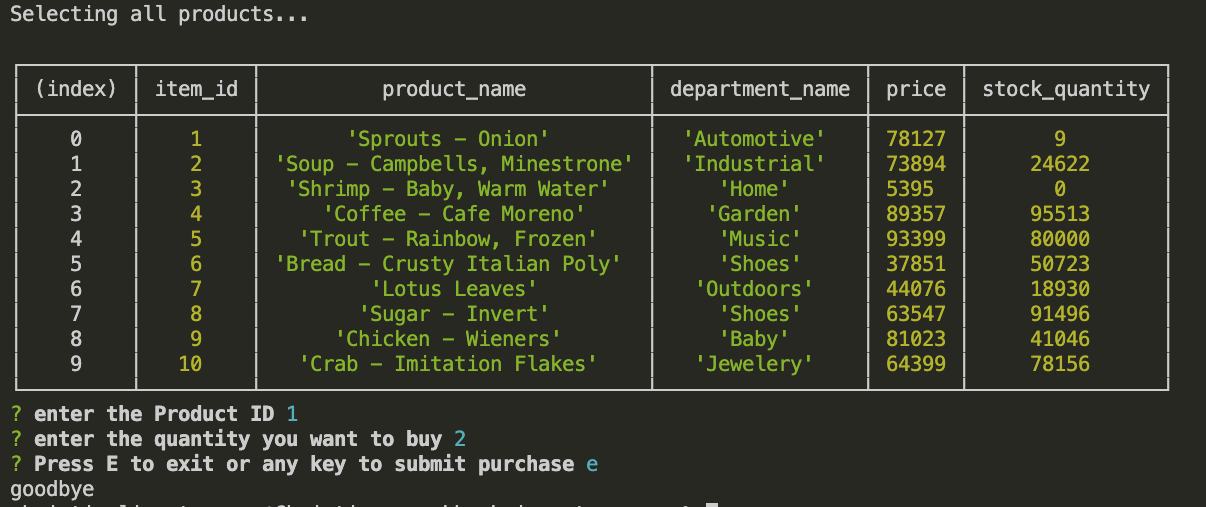 Selecting all products...
(index) item_id product_name department_name price stock_quantity
0 1 'Sprouts - Onion' 'Automotive' 78127 9
1 2 'Soup - Campbells, Minestrone' 'Industrial' 73894 24622
2 3 'Shrimp - Baby, Warm Water' 'Home' 5395 0
3 4 'Coffee - Cafe Moreno' 'Garden' 89357 95513
4 5 'Trout - Rainbow, Frozen' 'Music' 93399 80000
5 6 'Bread - Crusty Italian Poly' 'Shoes' 37851 50723
6 7 'Lotus Leaves' 'Outdoors' 44076 18930
7 8 'Sugar - Invert' 'Shoes' 63547 91496
8 9 'Chicken - Wieners' 'Baby' 81023 41046
9 10 'Crab - Imitation Flakes' 'Jewelery' 64399 78156
? enter the Product ID 1
? enter the quantity you want to buy 2
? Press E to exit or any key to submit purchase e
goodbye